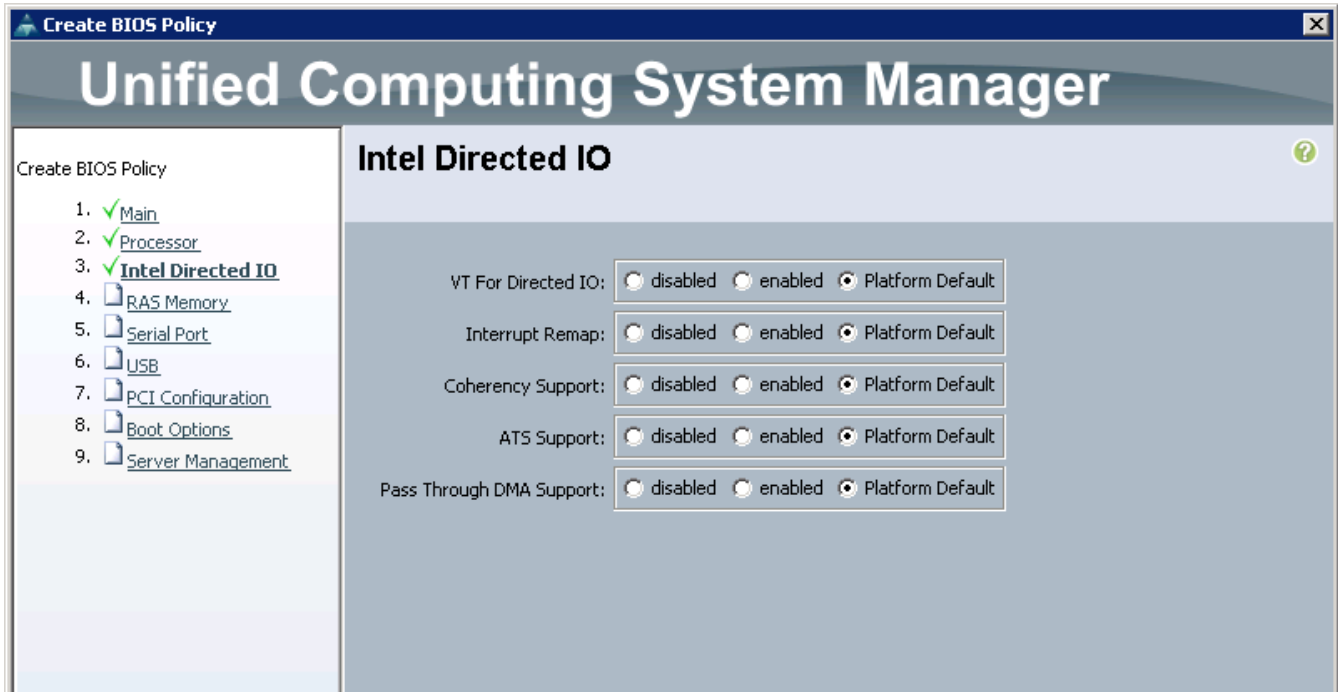 Create BIOS Policy
Unified Computing System Manager
Create BIOS Policy
1. Main
2. Processor
3. Intel Directed IO
4. RAS Memory
5. Serial Port
6. USB
7. PCI Configuration
8. Boot Options
9. Server Management
Intel Directed IO
?
VT For Directed IO: disabled enabled Platform Default
Interrupt Remap: disabled enabled Platform Default
Coherency Support: disabled enabled Platform Default
ATS Support: disabled enabled Platform Default
Pass Through DMA Support: disabled enabled Platform Default